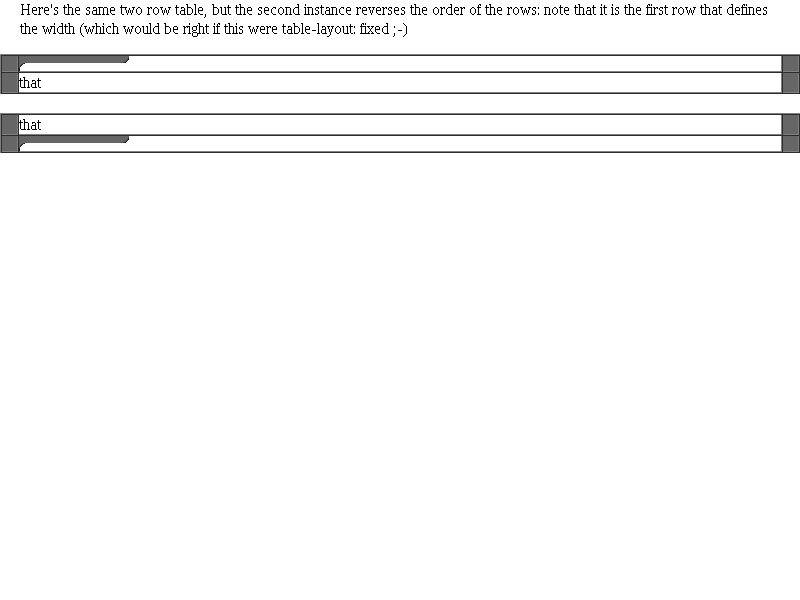 Here's the same two row table, but the second instance reverses the order of the rows: note that it is the first row that defines
the width (which would be right if this were table-layout: fixed ;-)
that
that